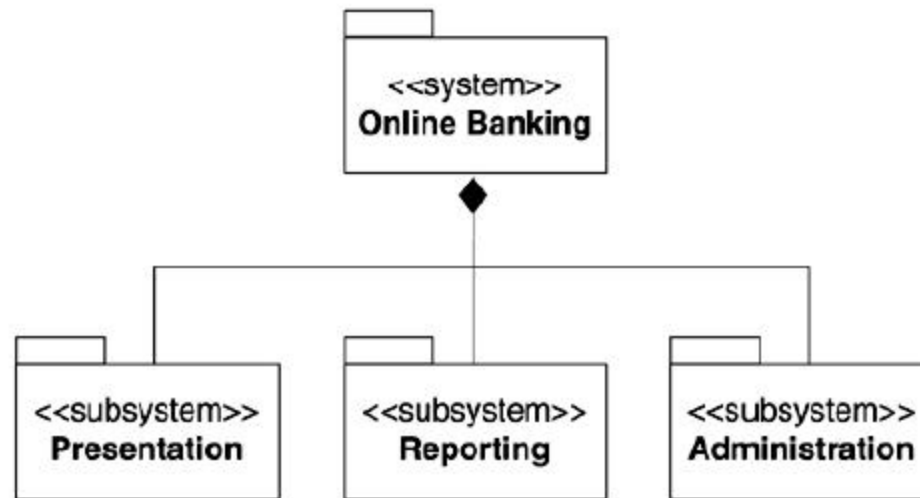 <<system>>
Online Banking
<<subsystem>>
Presentation
<<subsystem>>
Reporting
<<subsystem>>
Administration